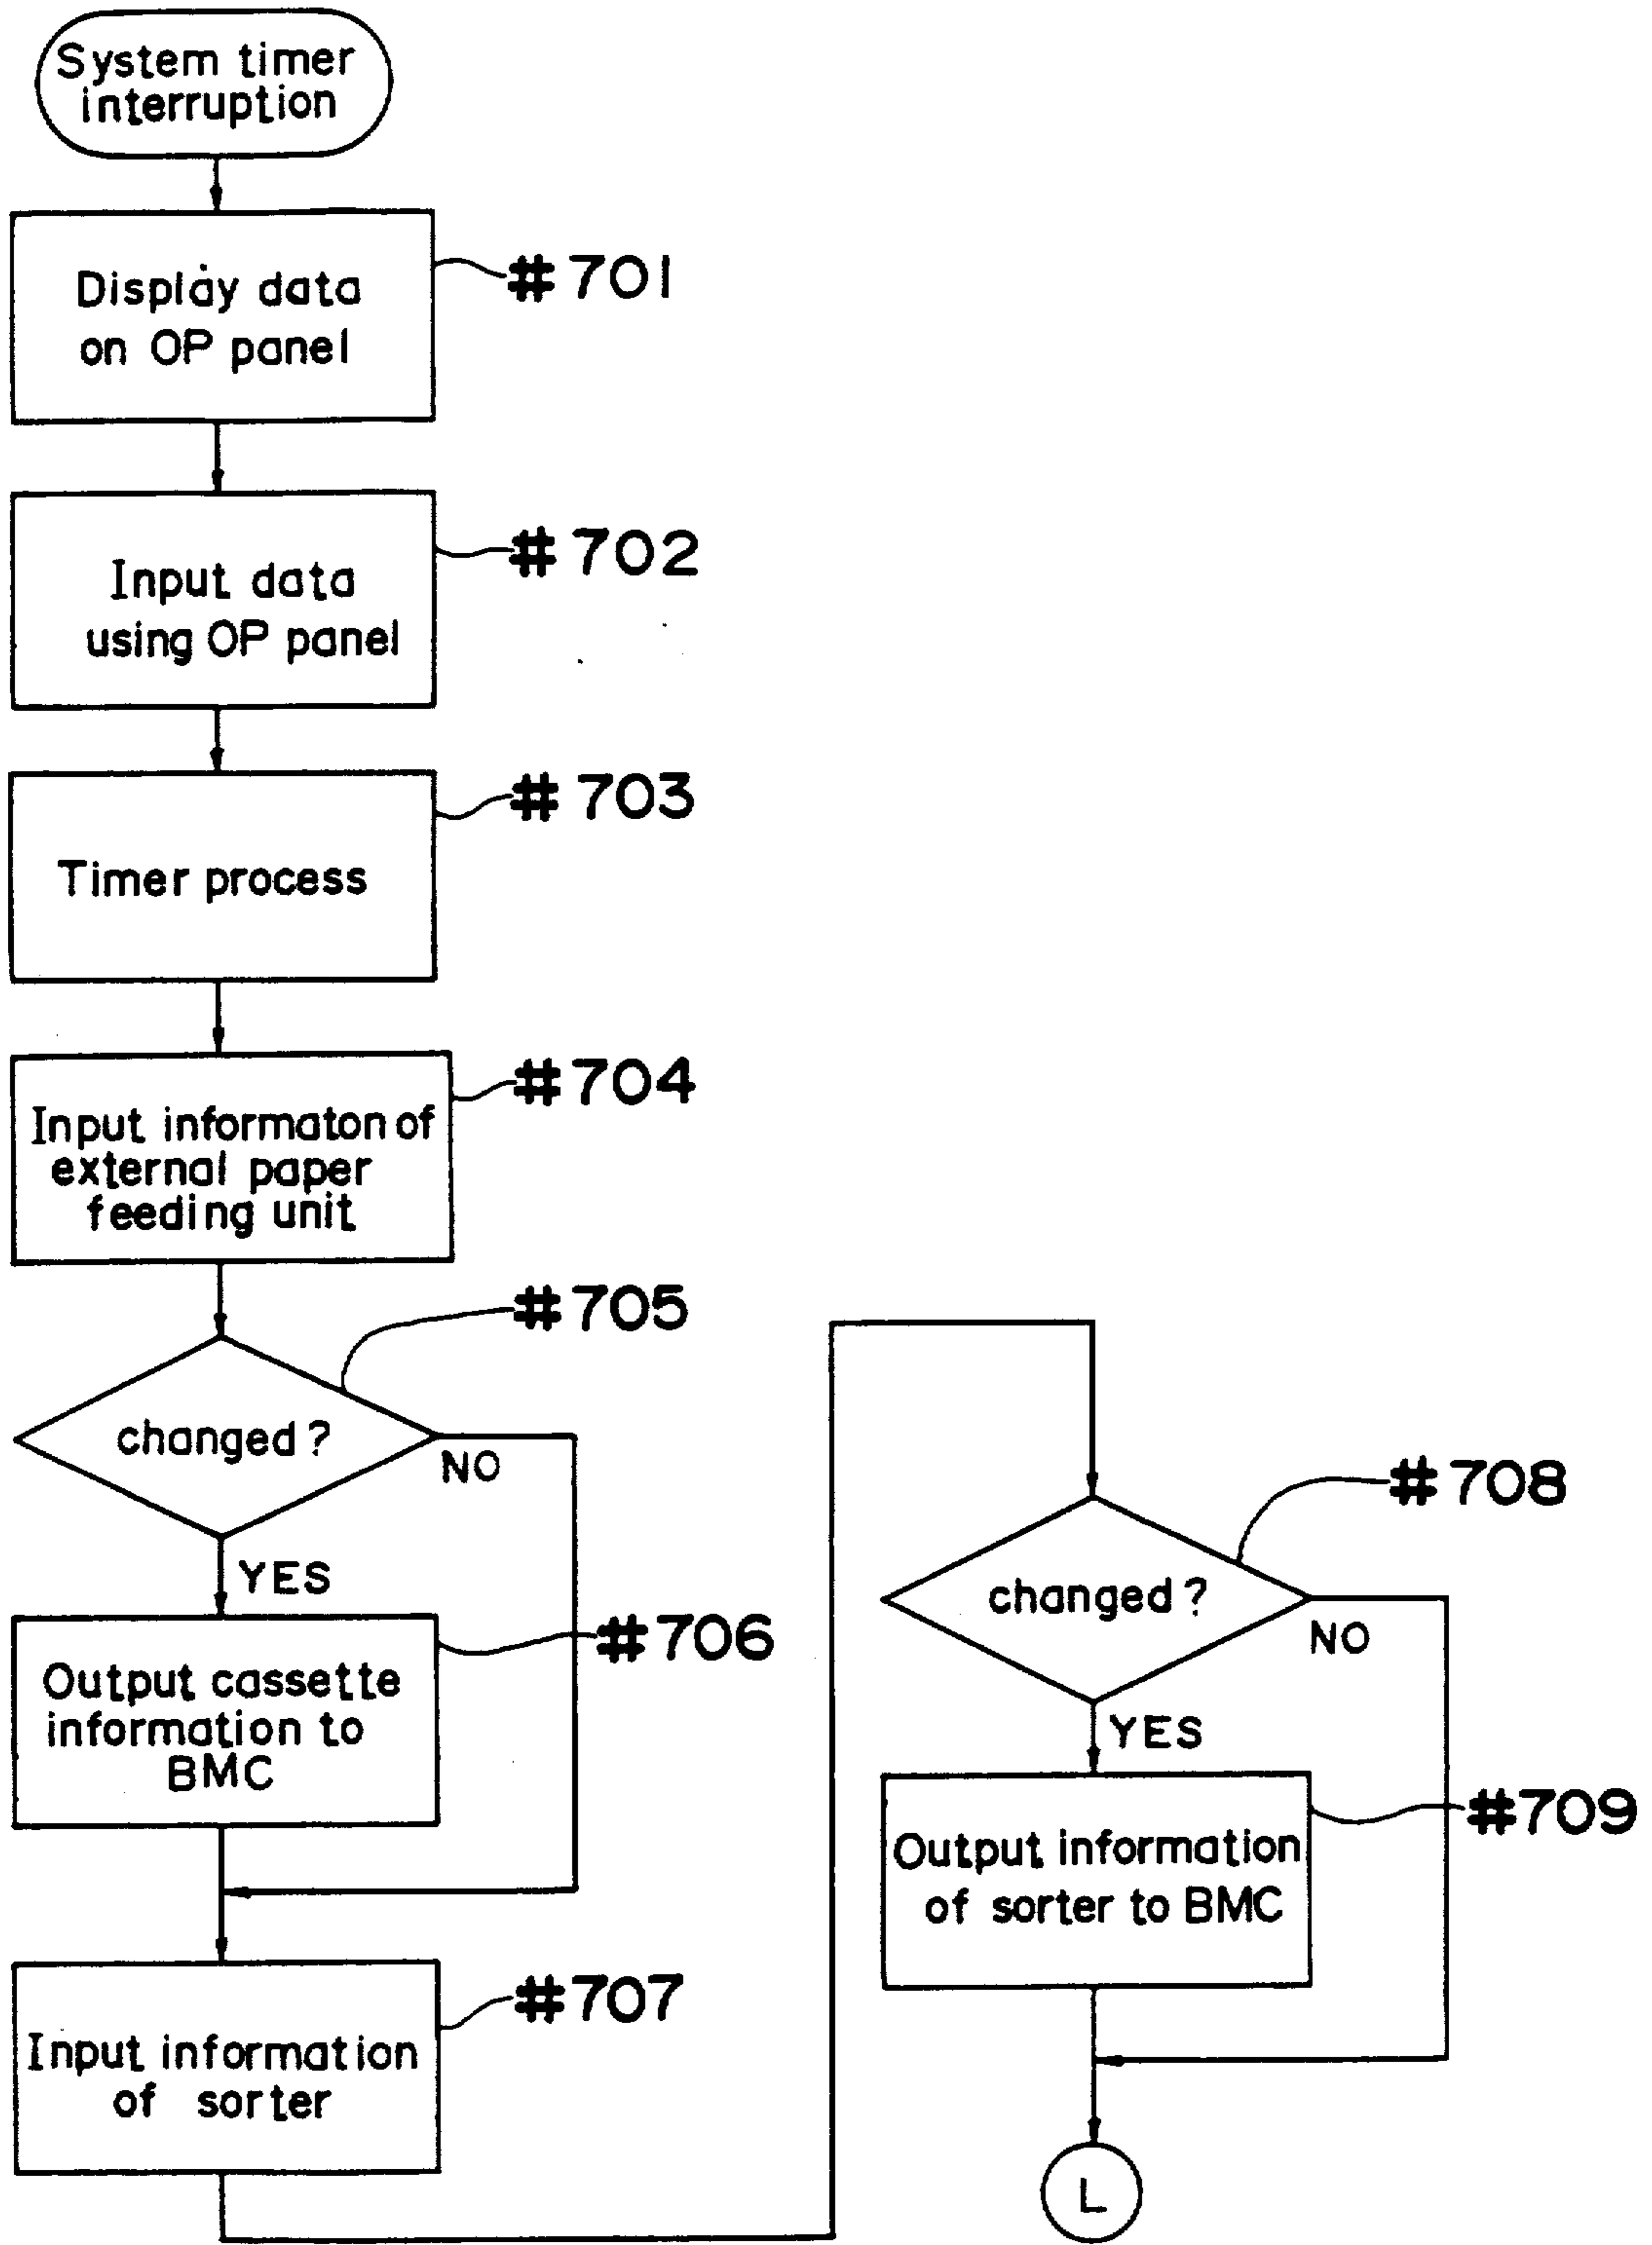 System timer
interruption
Display data
on OP panel
#701
Input data
using OP panel
#702
Timer process
#703
Input informaton of
external paper
feeding unit
#704
changed?
#705
NO
YES
Output cassette
information to
BMC
#706
Input information
of sorter
#707
changed?
#708
NO
YES
Output information
of sorter to BMC
#709
L